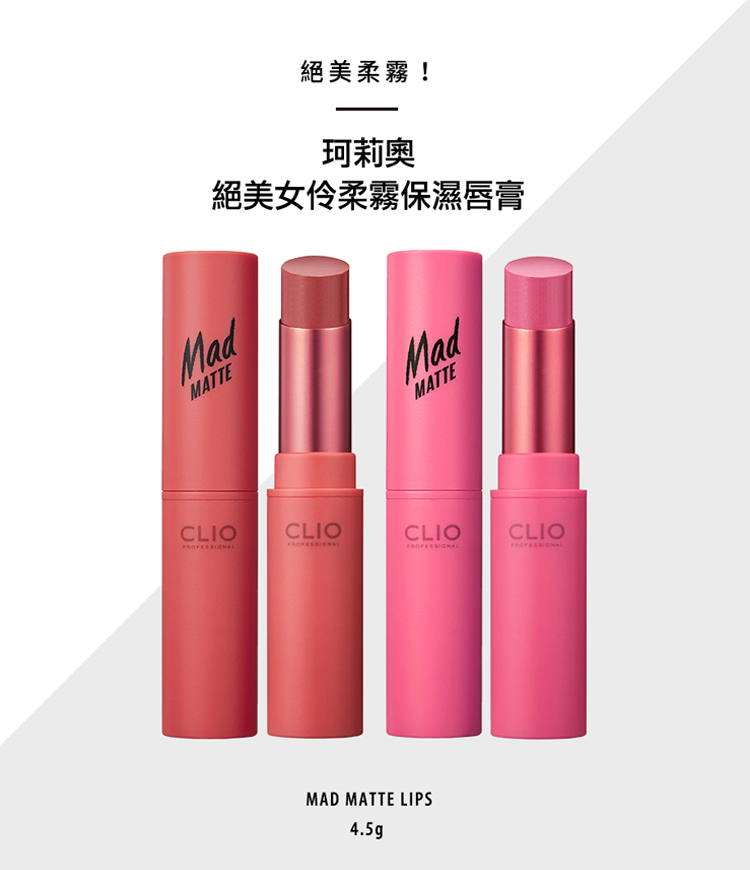 絕美柔霧！
珂莉奧
絕美女伶柔霧保濕唇膏
Mad
MATTE
Mad
MATTE
CLIO
PROFESSIONAL
CLIO
PROFESSIONAL
CLIO
PROFESSIONAL
CLIO
PROFESSIONAL
MAD MATTE LIPS
4.5g